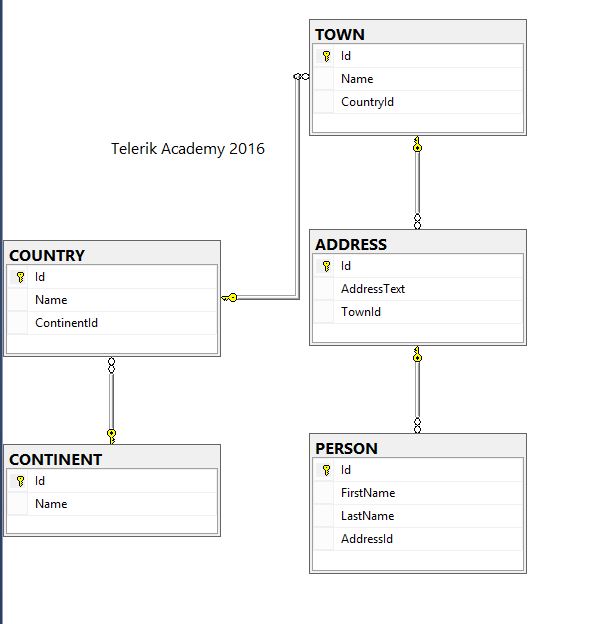 TOWN
Id
Name
CountryId
Telerik Academy 2016
COUNTRY
Id
Name
ContinentId
ADDRESS
Id
AddressText
TownId
CONTINENT
Id
Name
PERSON
Id
FirstName
LastName
AddressId